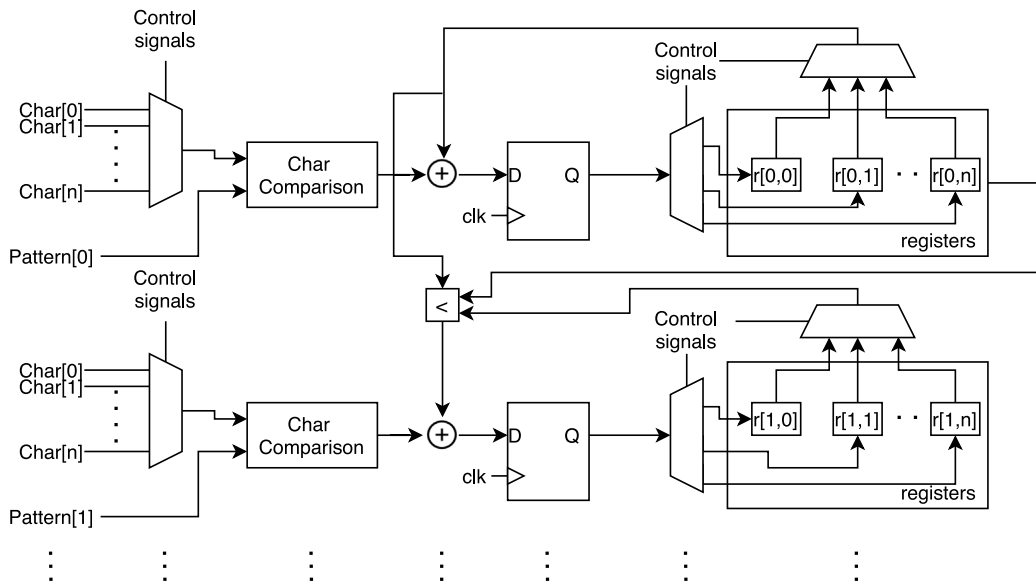 Control
signals
Char[0]
Char[1]
Char[n]
Pattern[0]
Char
Comparison
+
D
Q
clk
Control
signals
r[0,0]
r[0,1]
r[0,n]
registers
<
Control
signals
Char[0]
Char[1]
Char[n]
Pattern[1]
Char
Comparison
+
D
Q
clk
Control
signals
r[1,0]
r[1,1]
r[1,n]
registers